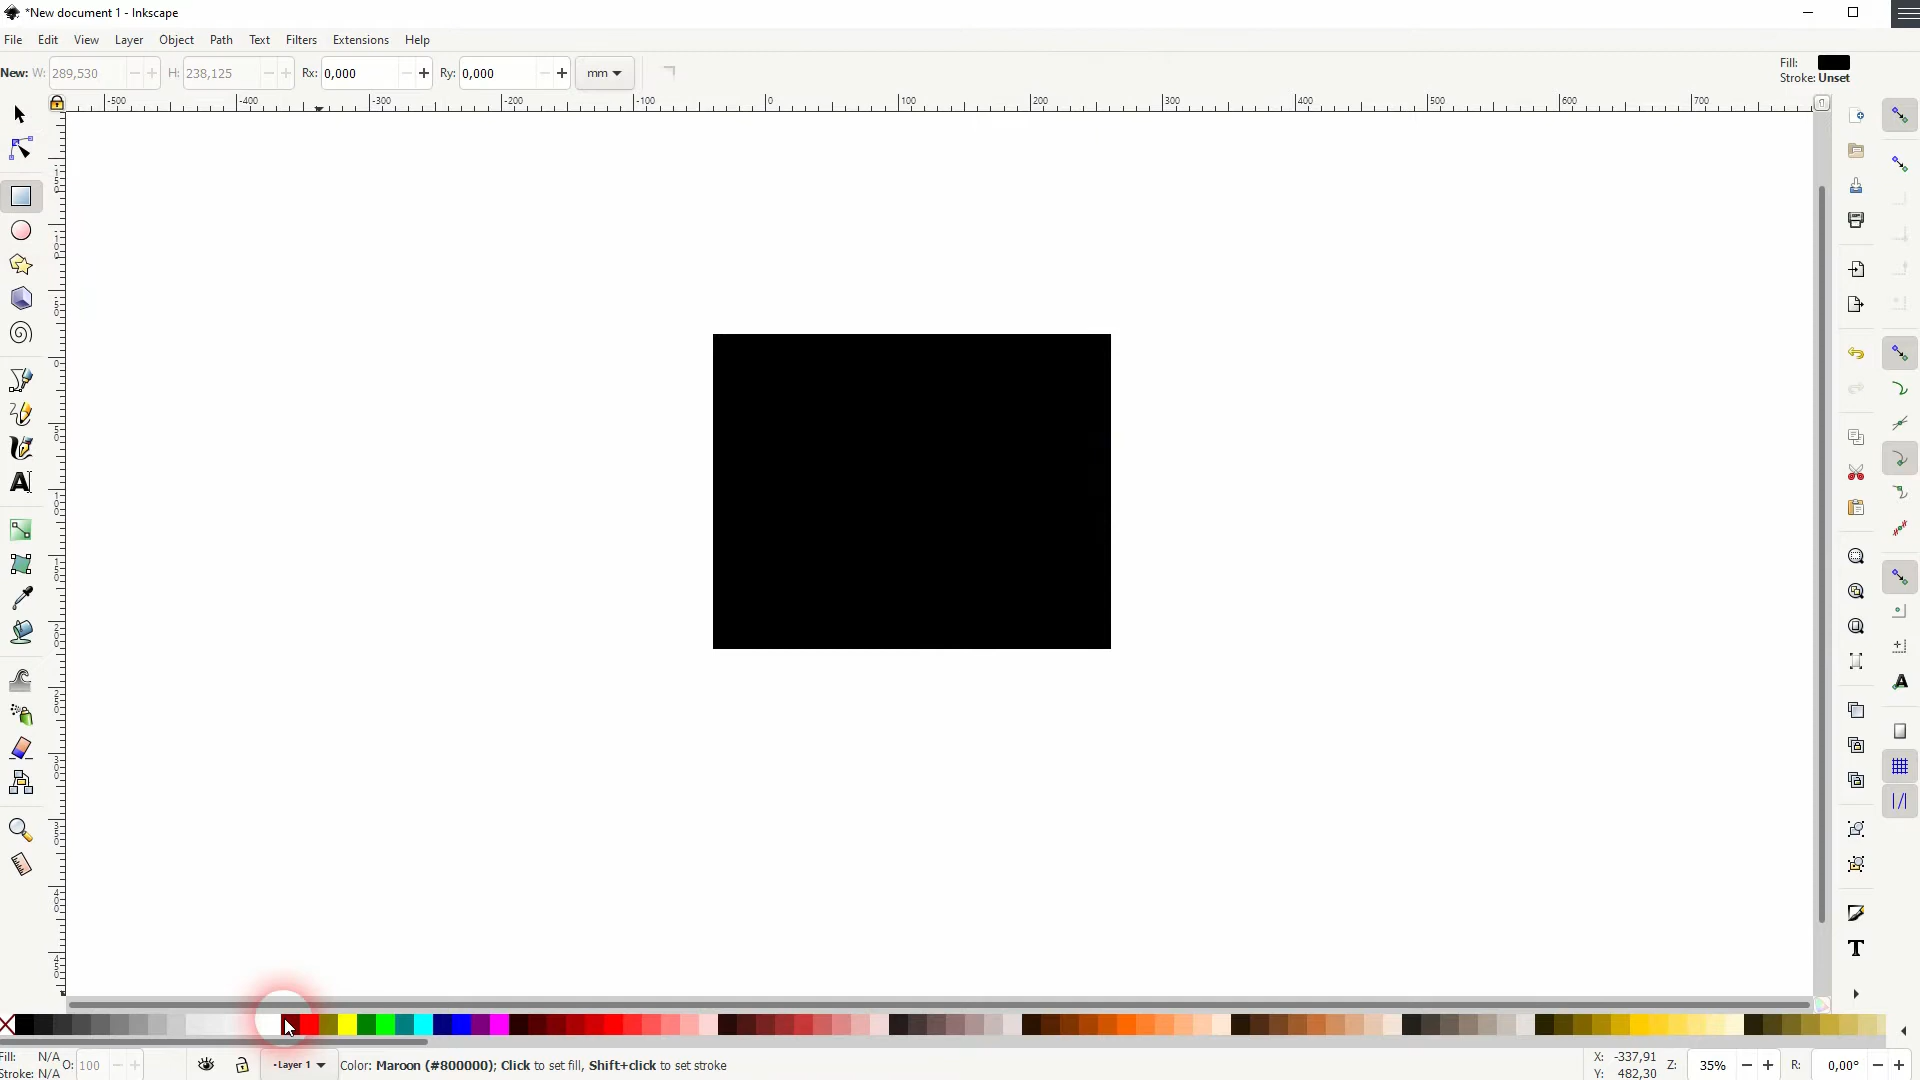 *New document 1 - Inkscape
File Edit View Layer Object Path Text Filters Extensions Help
New: W: 289,530 H: 238,125 Rx: 0,000 Ry: 0,000 mm
Fill:
Stroke: Unset
-500 -400 -300 -200 -100 0 100 200 300 400 500 600 700
Fill: N/A
Stroke: N/A
O: 100
-Layer 1
Color: Maroon (#800000); Click to set fill, Shift+click to set stroke
X: -337,91
Y: 482,30
Z: 35%
R: 0,00°